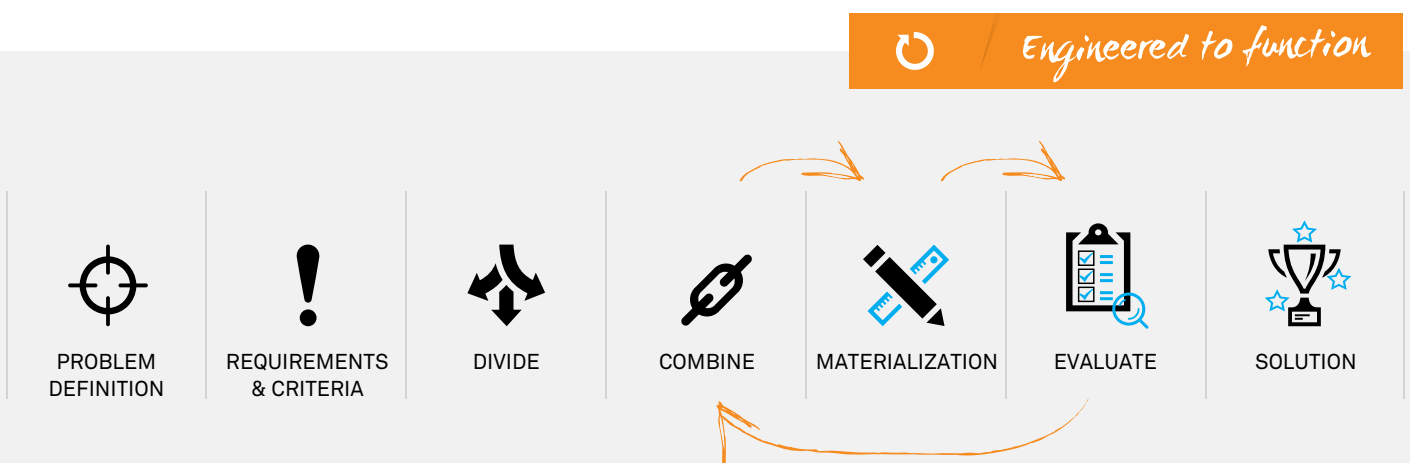 Engineered to function
PROBLEM
DEFINITION
REQUIREMENTS
& CRITERIA
DIVIDE
COMBINE
MATERIALIZATION
EVALUATE
SOLUTION